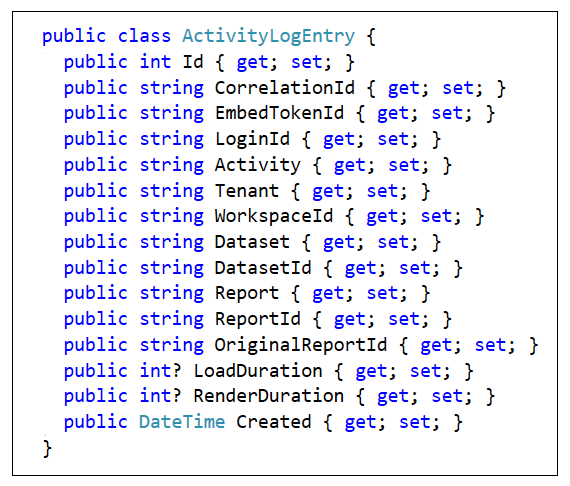 public class ActivityLogEntry {
  public int Id { get; set; }
  public string CorrelationId { get; set; }
  public string EmbedTokenId { get; set; }
  public string LoginId { get; set; }
  public string Activity { get; set; }
  public string Tenant { get; set; }
  public string WorkspaceId { get; set; }
  public string Dataset { get; set; }
  public string DatasetId { get; set; }
  public string Report { get; set; }
  public string ReportId { get; set; }
  public string OriginalReportId { get; set; }
  public int? LoadDuration { get; set; }
  public int? RenderDuration { get; set; }
  public DateTime Created { get; set; }
}